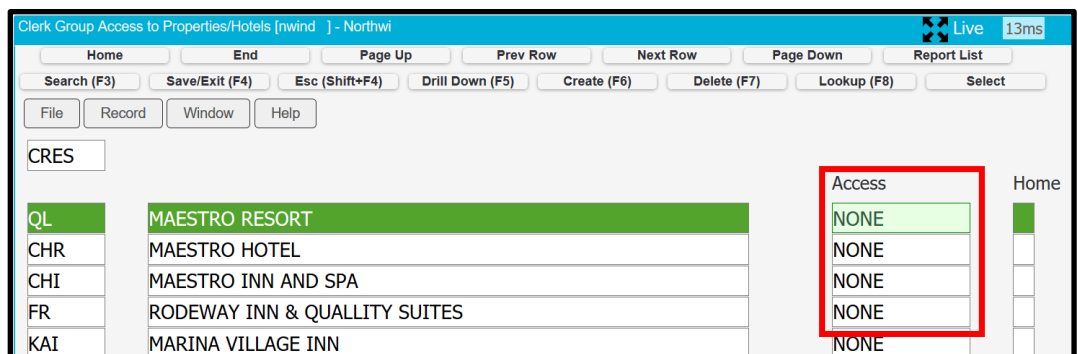 Clerk Group Access to Properties/Hotels [nwind ] - Northwi Live 13ms
Home End Page Up Prev Row Next Row Page Down Report List
Search (F3) Save/Exit (F4) Esc (Shift+F4) Drill Down (F5) Create (F6) Delete (F7) Lookup (F8) Select
File Record Window Help
CRES
Access Home
QL MAESTRO RESORT NONE
CHR MAESTRO HOTEL NONE
CHI MAESTRO INN AND SPA NONE
FR RODEWAY INN & QUALLITY SUITES NONE
KAI MARINA VILLAGE INN NONE